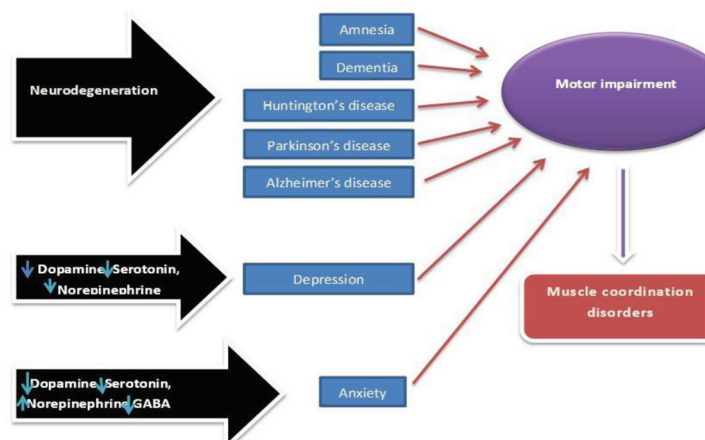 Amnesia
Dementia
Neurodegeneration
Huntington's disease
Parkinson's disease
Alzheimer's disease
Motor impairment
↓ Dopamine,↓Serotonin,
↓Norepinephrine
Depression
Muscle coordination
disorders
↓Dopamine,↓Serotonin,
↑Norepinephrine,↓GABA
Anxiety